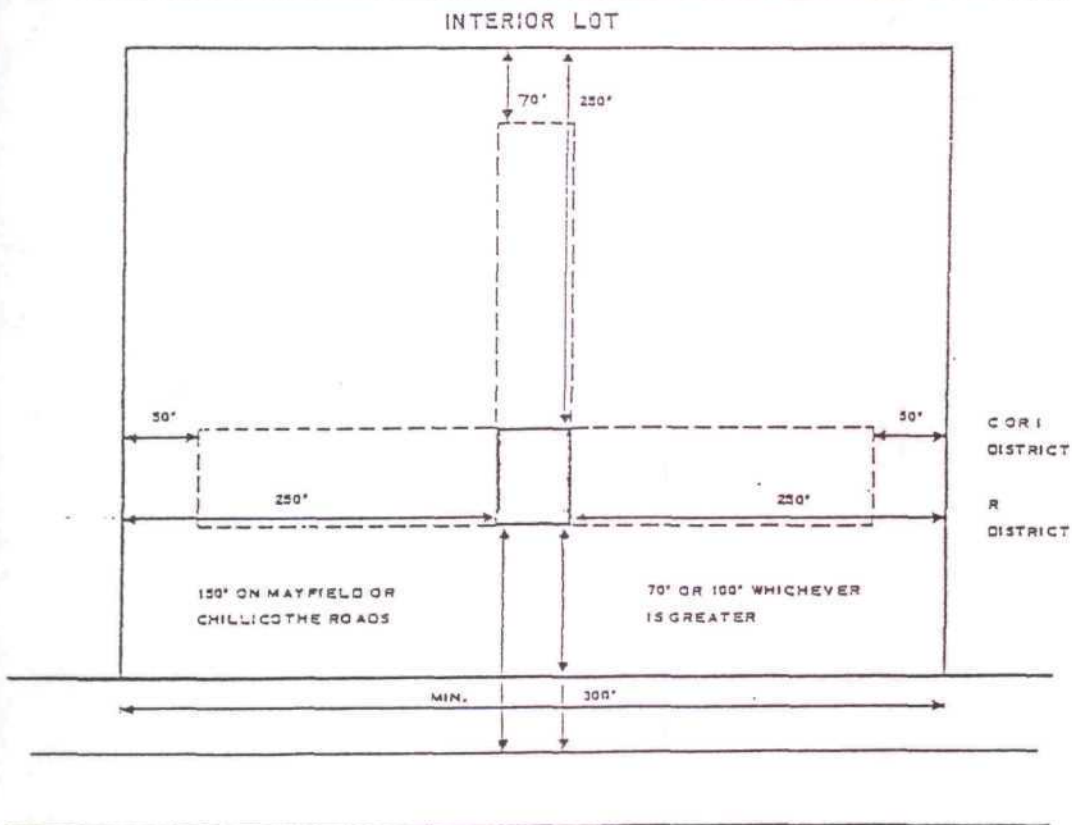 INTERIOR LOT
70'
250'
50'
50'
C OR I
DISTRICT
250'
250'
R
DISTRICT
150' ON MAYFIELD OR
CHILLICOTHE ROADS
70' OR 100' WHICHEVER
IS GREATER
MIN.
300'